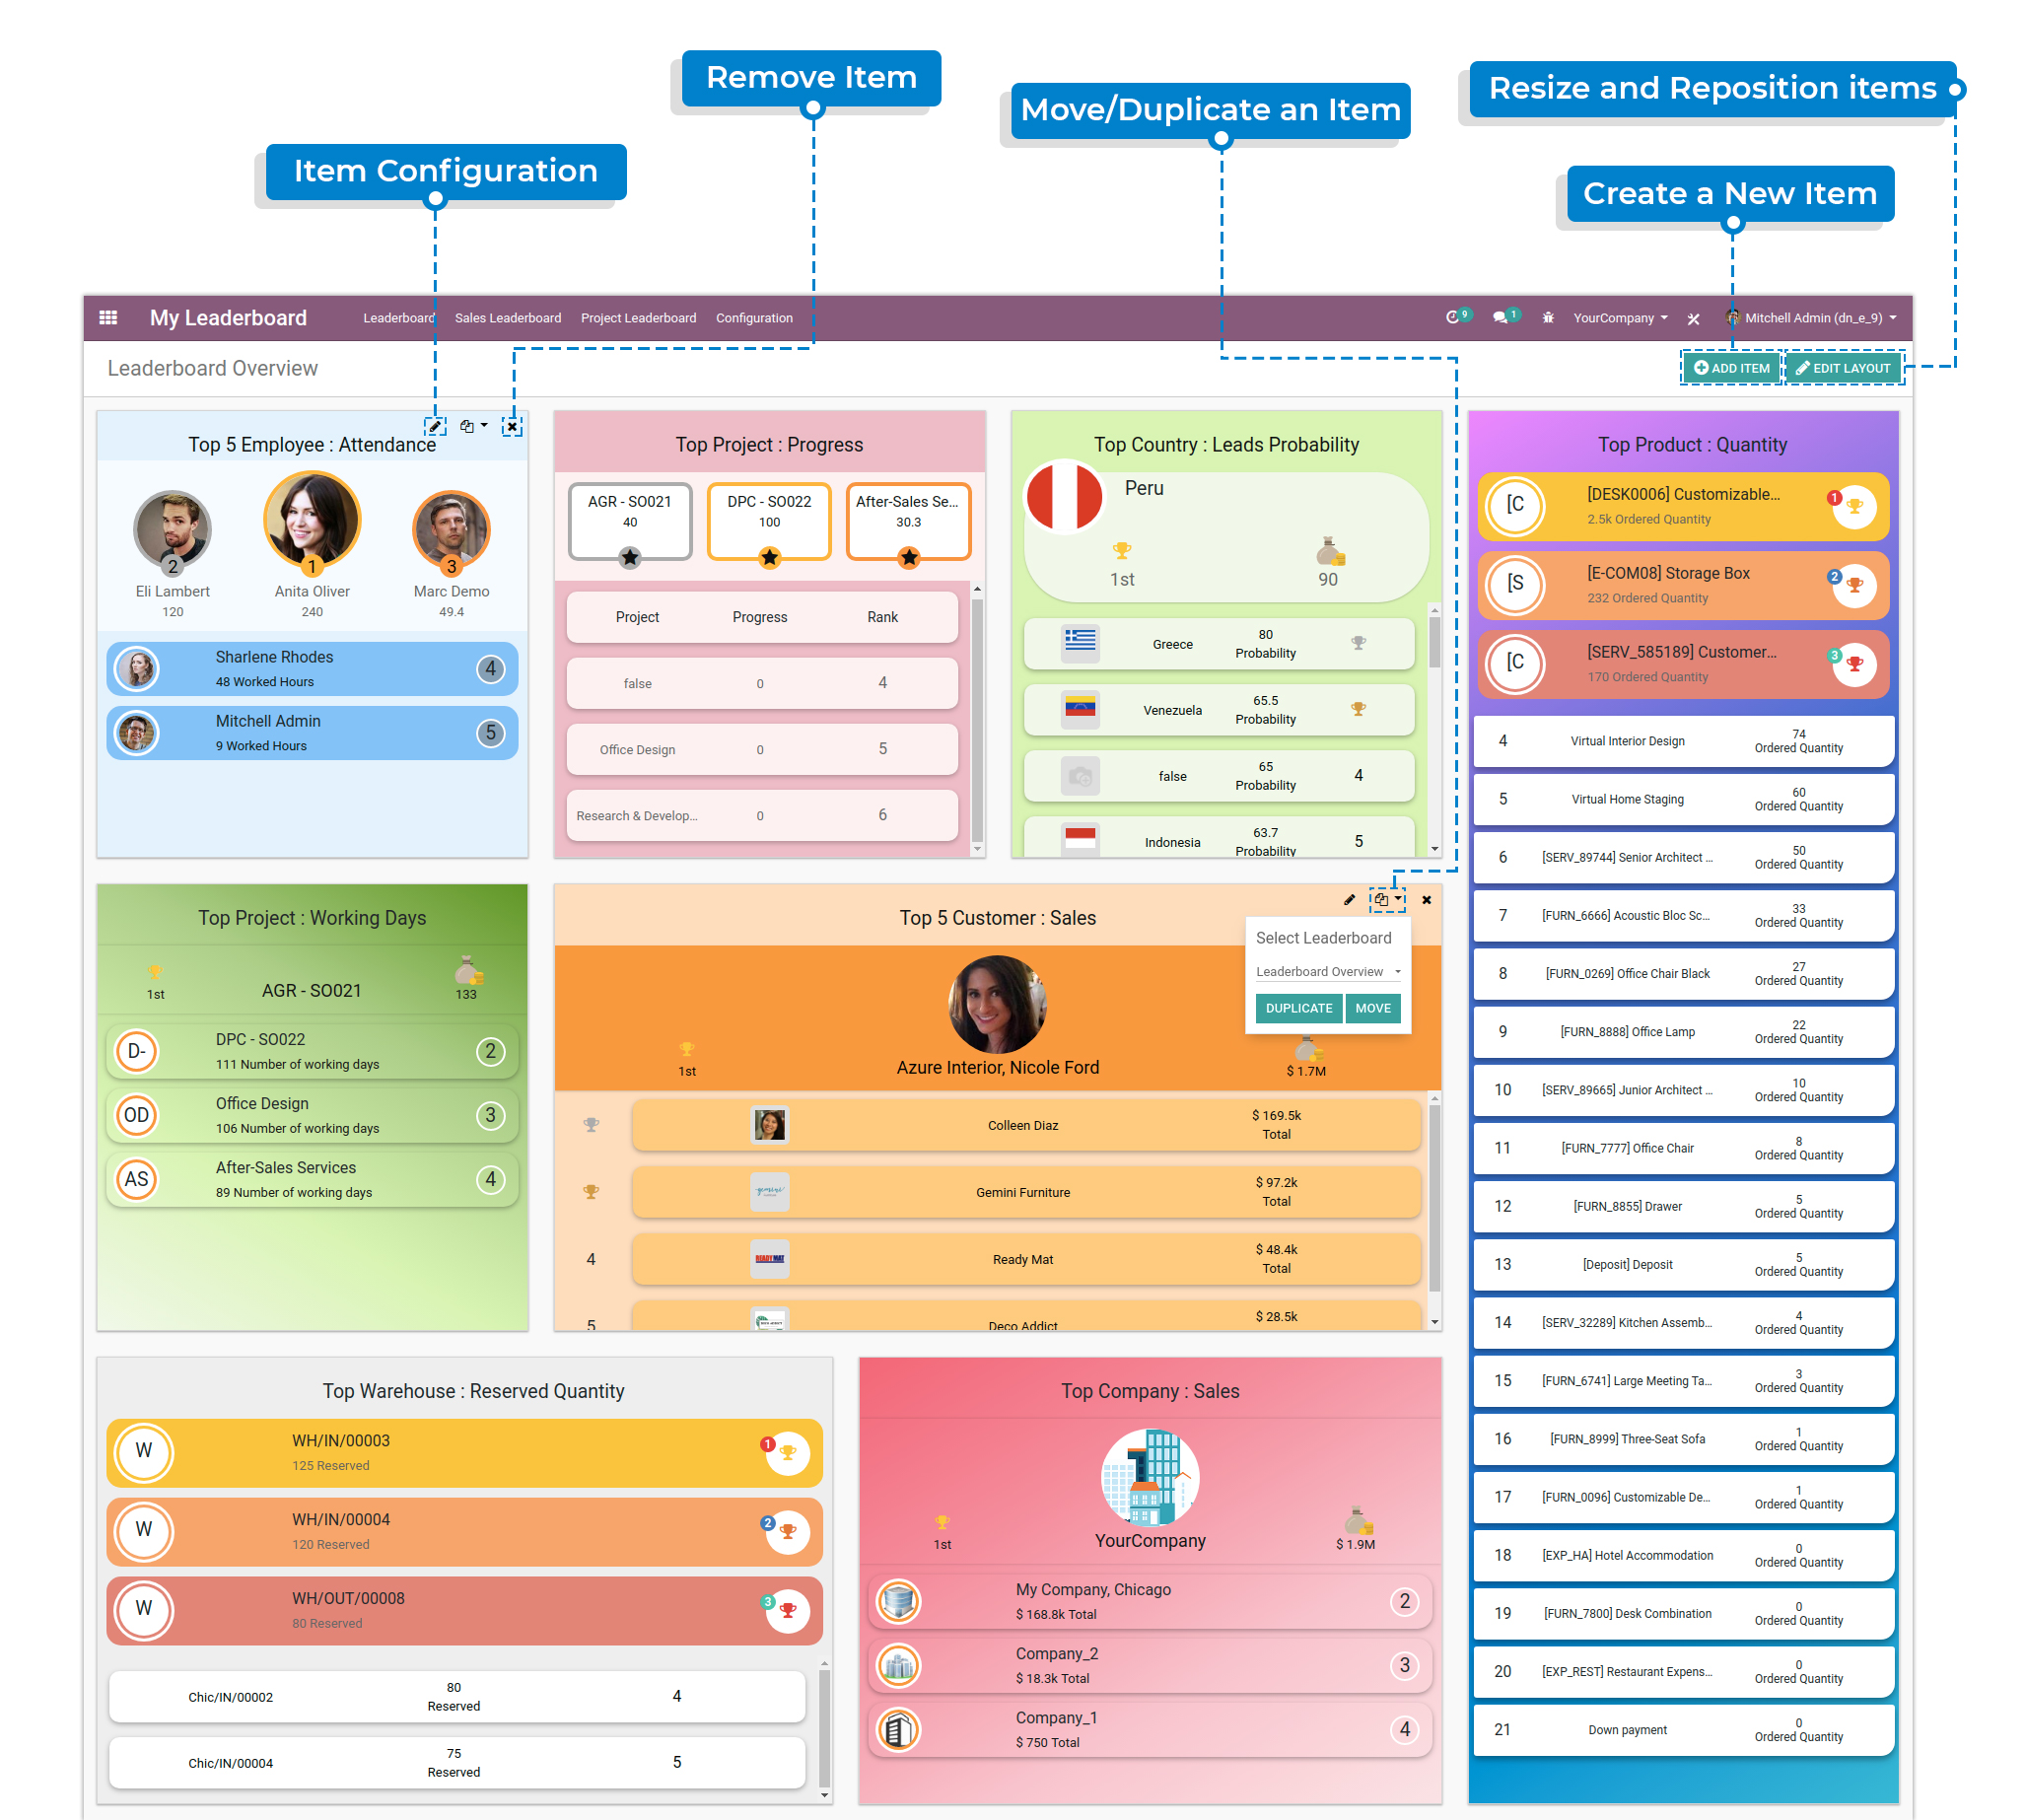 Remove Item
Resize and Reposition items
Move/Duplicate an Item
Item Configuration
Create a New Item
My Leaderboard
Leaderboard
Sales Leaderboard
Project Leaderboard
Configuration
9
1
YourCompany
Mitchell Admin (dn_e_9)
Leaderboard Overview
ADD ITEM
EDIT LAYOUT
Top 5 Employee : Attendance
2
1
3
Eli Lambert
Anita Oliver
Marc Demo
120
240
49.4
Sharlene Rhodes
48 Worked Hours
4
Mitchell Admin
9 Worked Hours
5
Top Project : Progress
AGR - SO021
40
DPC - SO022
100
After-Sales Se...
30.3
Project Progress Rank
false 0 4
Office Design 0 5
Research & Develop... 0 6
Top Country : Leads Probability
Peru
1st
90
Greece
80
Probability
Venezuela
65.5
Probability
false
65
Probability
4
Indonesia
63.7
Probability
5
Top Product : Quantity
[C
[DESK0006] Customizable...
2.5k Ordered Quantity
1
[S
[E-COM08] Storage Box
232 Ordered Quantity
2
[C
[SERV_585189] Customer...
170 Ordered Quantity
3
4 Virtual Interior Design
74
Ordered Quantity
5 Virtual Home Staging
60
Ordered Quantity
6 [SERV_89744] Senior Architect ...
50
Ordered Quantity
7 [FURN_6666] Acoustic Bloc Sc...
33
Ordered Quantity
8 [FURN_0269] Office Chair Black
27
Ordered Quantity
9 [FURN_8888] Office Lamp
22
Ordered Quantity
10 [SERV_89665] Junior Architect ...
10
Ordered Quantity
11 [FURN_7777] Office Chair
8
Ordered Quantity
12 [FURN_8855] Drawer
5
Ordered Quantity
13 [Deposit] Deposit
5
Ordered Quantity
14 [SERV_32289] Kitchen Assemb...
4
Ordered Quantity
15 [FURN_6741] Large Meeting Ta...
3
Ordered Quantity
16 [FURN_8999] Three-Seat Sofa
1
Ordered Quantity
17 [FURN_0096] Customizable De...
1
Ordered Quantity
18 [EXP_HA] Hotel Accommodation
0
Ordered Quantity
19 [FURN_7800] Desk Combination
0
Ordered Quantity
20 [EXP_REST] Restaurant Expens...
0
Ordered Quantity
21 Down payment
0
Ordered Quantity
Top Project : Working Days
1st
AGR - SO021
133
D-
DPC - SO022
111 Number of working days
2
OD
Office Design
106 Number of working days
3
AS
After-Sales Services
89 Number of working days
4
Top 5 Customer : Sales
Select Leaderboard
Leaderboard Overview
DUPLICATE
MOVE
1st
Azure Interior, Nicole Ford
$ 1.7M
Colleen Diaz
$ 169.5k
Total
gemini
Gemini Furniture
$ 97.2k
Total
4
READYMAT
Ready Mat
$ 48.4k
Total
5
Deco Addict
$ 28.5k
Top Warehouse : Reserved Quantity
W
WH/IN/00003
125 Reserved
1
W
WH/IN/00004
120 Reserved
2
W
WH/OUT/00008
80 Reserved
3
Chic/IN/00002
80
Reserved
4
Chic/IN/00004
75
Reserved
5
Top Company : Sales
1st
YourCompany
$ 1.9M
My Company, Chicago
$ 168.8k Total
2
Company_2
$ 18.3k Total
3
Company_1
$ 750 Total
4